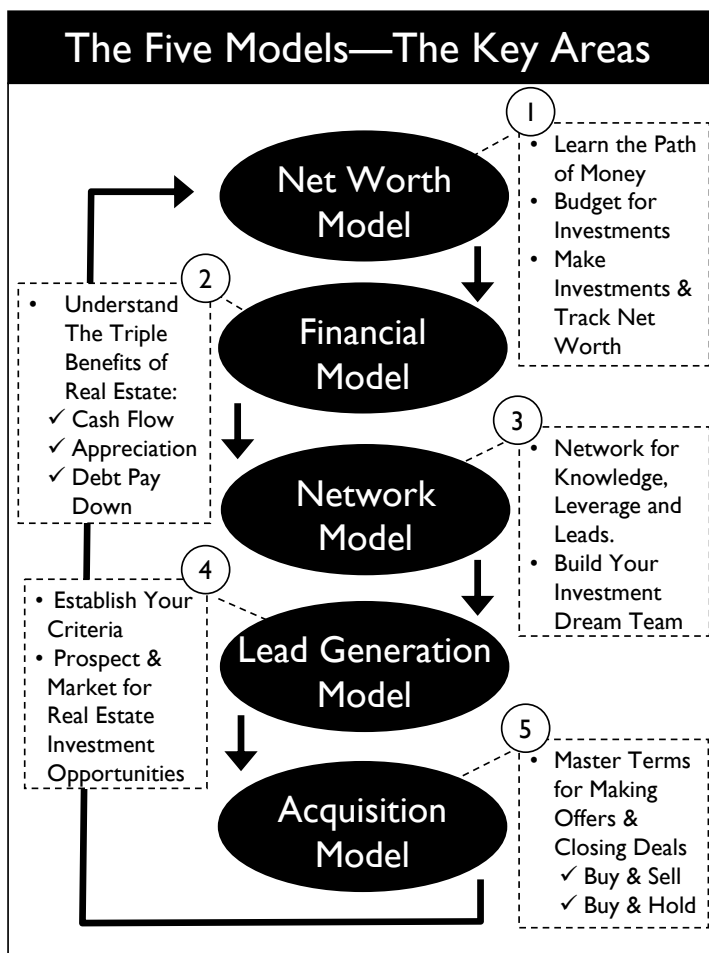 The Five Models—The Key Areas
1
Net Worth
Model
• Learn the Path
of Money
• Budget for
Investments
• Make
Investments &
Track Net
Worth
2
Financial
Model
• Understand
The Triple
Benefits of
Real Estate:
✓ Cash Flow
✓ Appreciation
✓ Debt Pay
Down
3
Network
Model
• Network for
Knowledge,
Leverage and
Leads.
• Build Your
Investment
Dream Team
4
Lead Generation
Model
• Establish Your
Criteria
• Prospect &
Market for
Real Estate
Investment
Opportunities
5
Acquisition
Model
• Master Terms
for Making
Offers &
Closing Deals
✓ Buy & Sell
✓ Buy & Hold